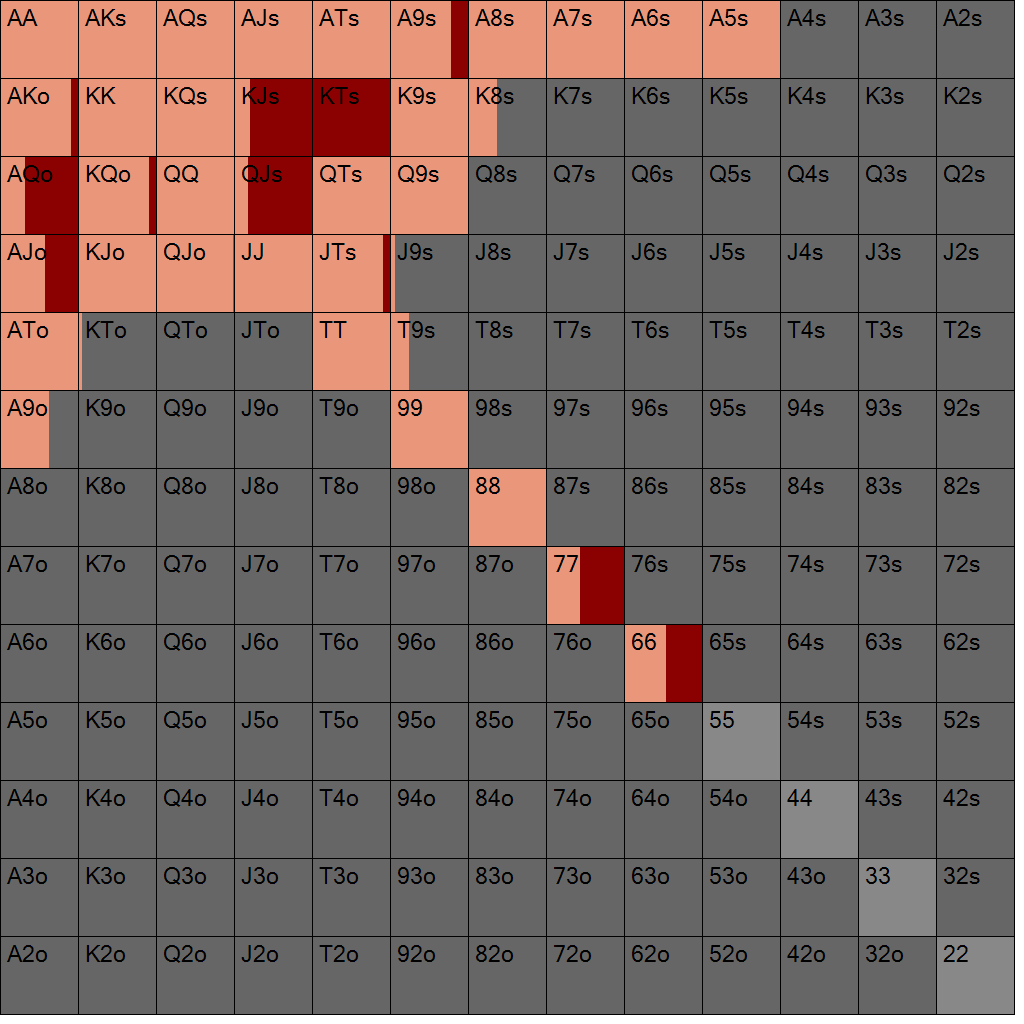 AA AKs AQs AJs ATs A9s A8s A7s A6s A5s A4s A3s A2s
AKo KK KQs KJs KTs K9s K8s K7s K6s K5s K4s K3s K2s
AQo KQo QQ QJs QTs Q9s Q8s Q7s Q6s Q5s Q4s Q3s Q2s
AJo KJo QJo JJ JTs J9s J8s J7s J6s J5s J4s J3s J2s
ATo KTo QTo JTo TT T9s T8s T7s T6s T5s T4s T3s T2s
A9o K9o Q9o J9o T9o 99 98s 97s 96s 95s 94s 93s 92s
A8o K8o Q8o J8o T8o 98o 88 87s 86s 85s 84s 83s 82s
A7o K7o Q7o J7o T7o 97o 87o 77 76s 75s 74s 73s 72s
A6o K6o Q6o J6o T6o 96o 86o 76o 66 65s 64s 63s 62s
A5o K5o Q5o J5o T5o 95o 85o 75o 65o 55 54s 53s 52s
A4o K4o Q4o J4o T4o 94o 84o 74o 64o 54o 44 43s 42s
A3o K3o Q3o J3o T3o 93o 83o 73o 63o 53o 43o 33 32s
A2o K2o Q2o J2o T2o 92o 82o 72o 62o 52o 42o 32o 22